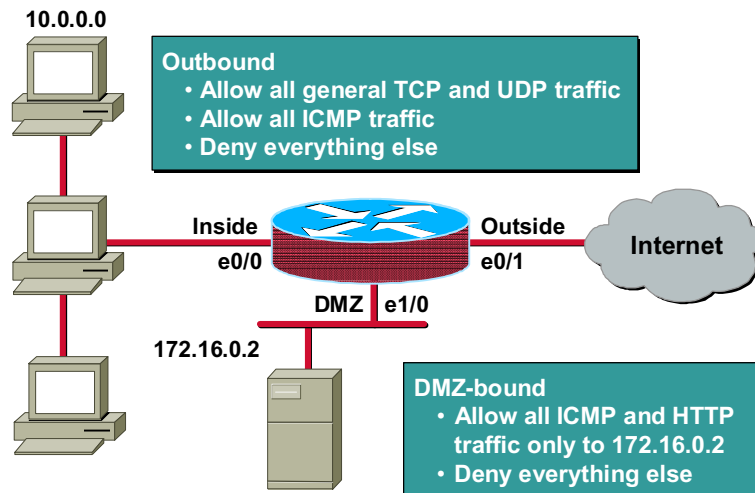 10.0.0.0
Outbound
• Allow all general TCP and UDP traffic
• Allow all ICMP traffic
• Deny everything else
Inside
e0/0
Outside
e0/1
Internet
DMZ
e1/0
172.16.0.2
DMZ-bound
• Allow all ICMP and HTTP
traffic only to 172.16.0.2
• Deny everything else